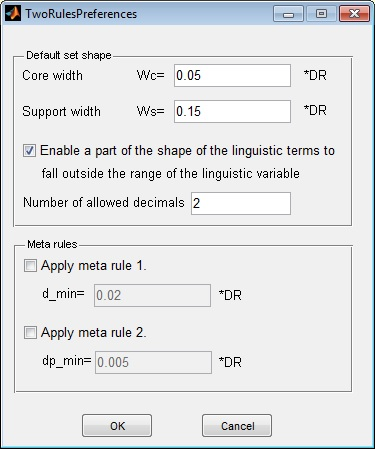 TwoRulesPreferences
Default set shape
Core width Wc= 0.05 *DR
Support width Ws= 0.15 *DR
Enable a part of the shape of the linguistic terms to
fall outside the range of the linguistic variable
Number of allowed decimals 2
Meta rules
Apply meta rule 1.
d_min= 0.02 *DR
Apply meta rule 2.
dp_min= 0.005 *DR
OK Cancel